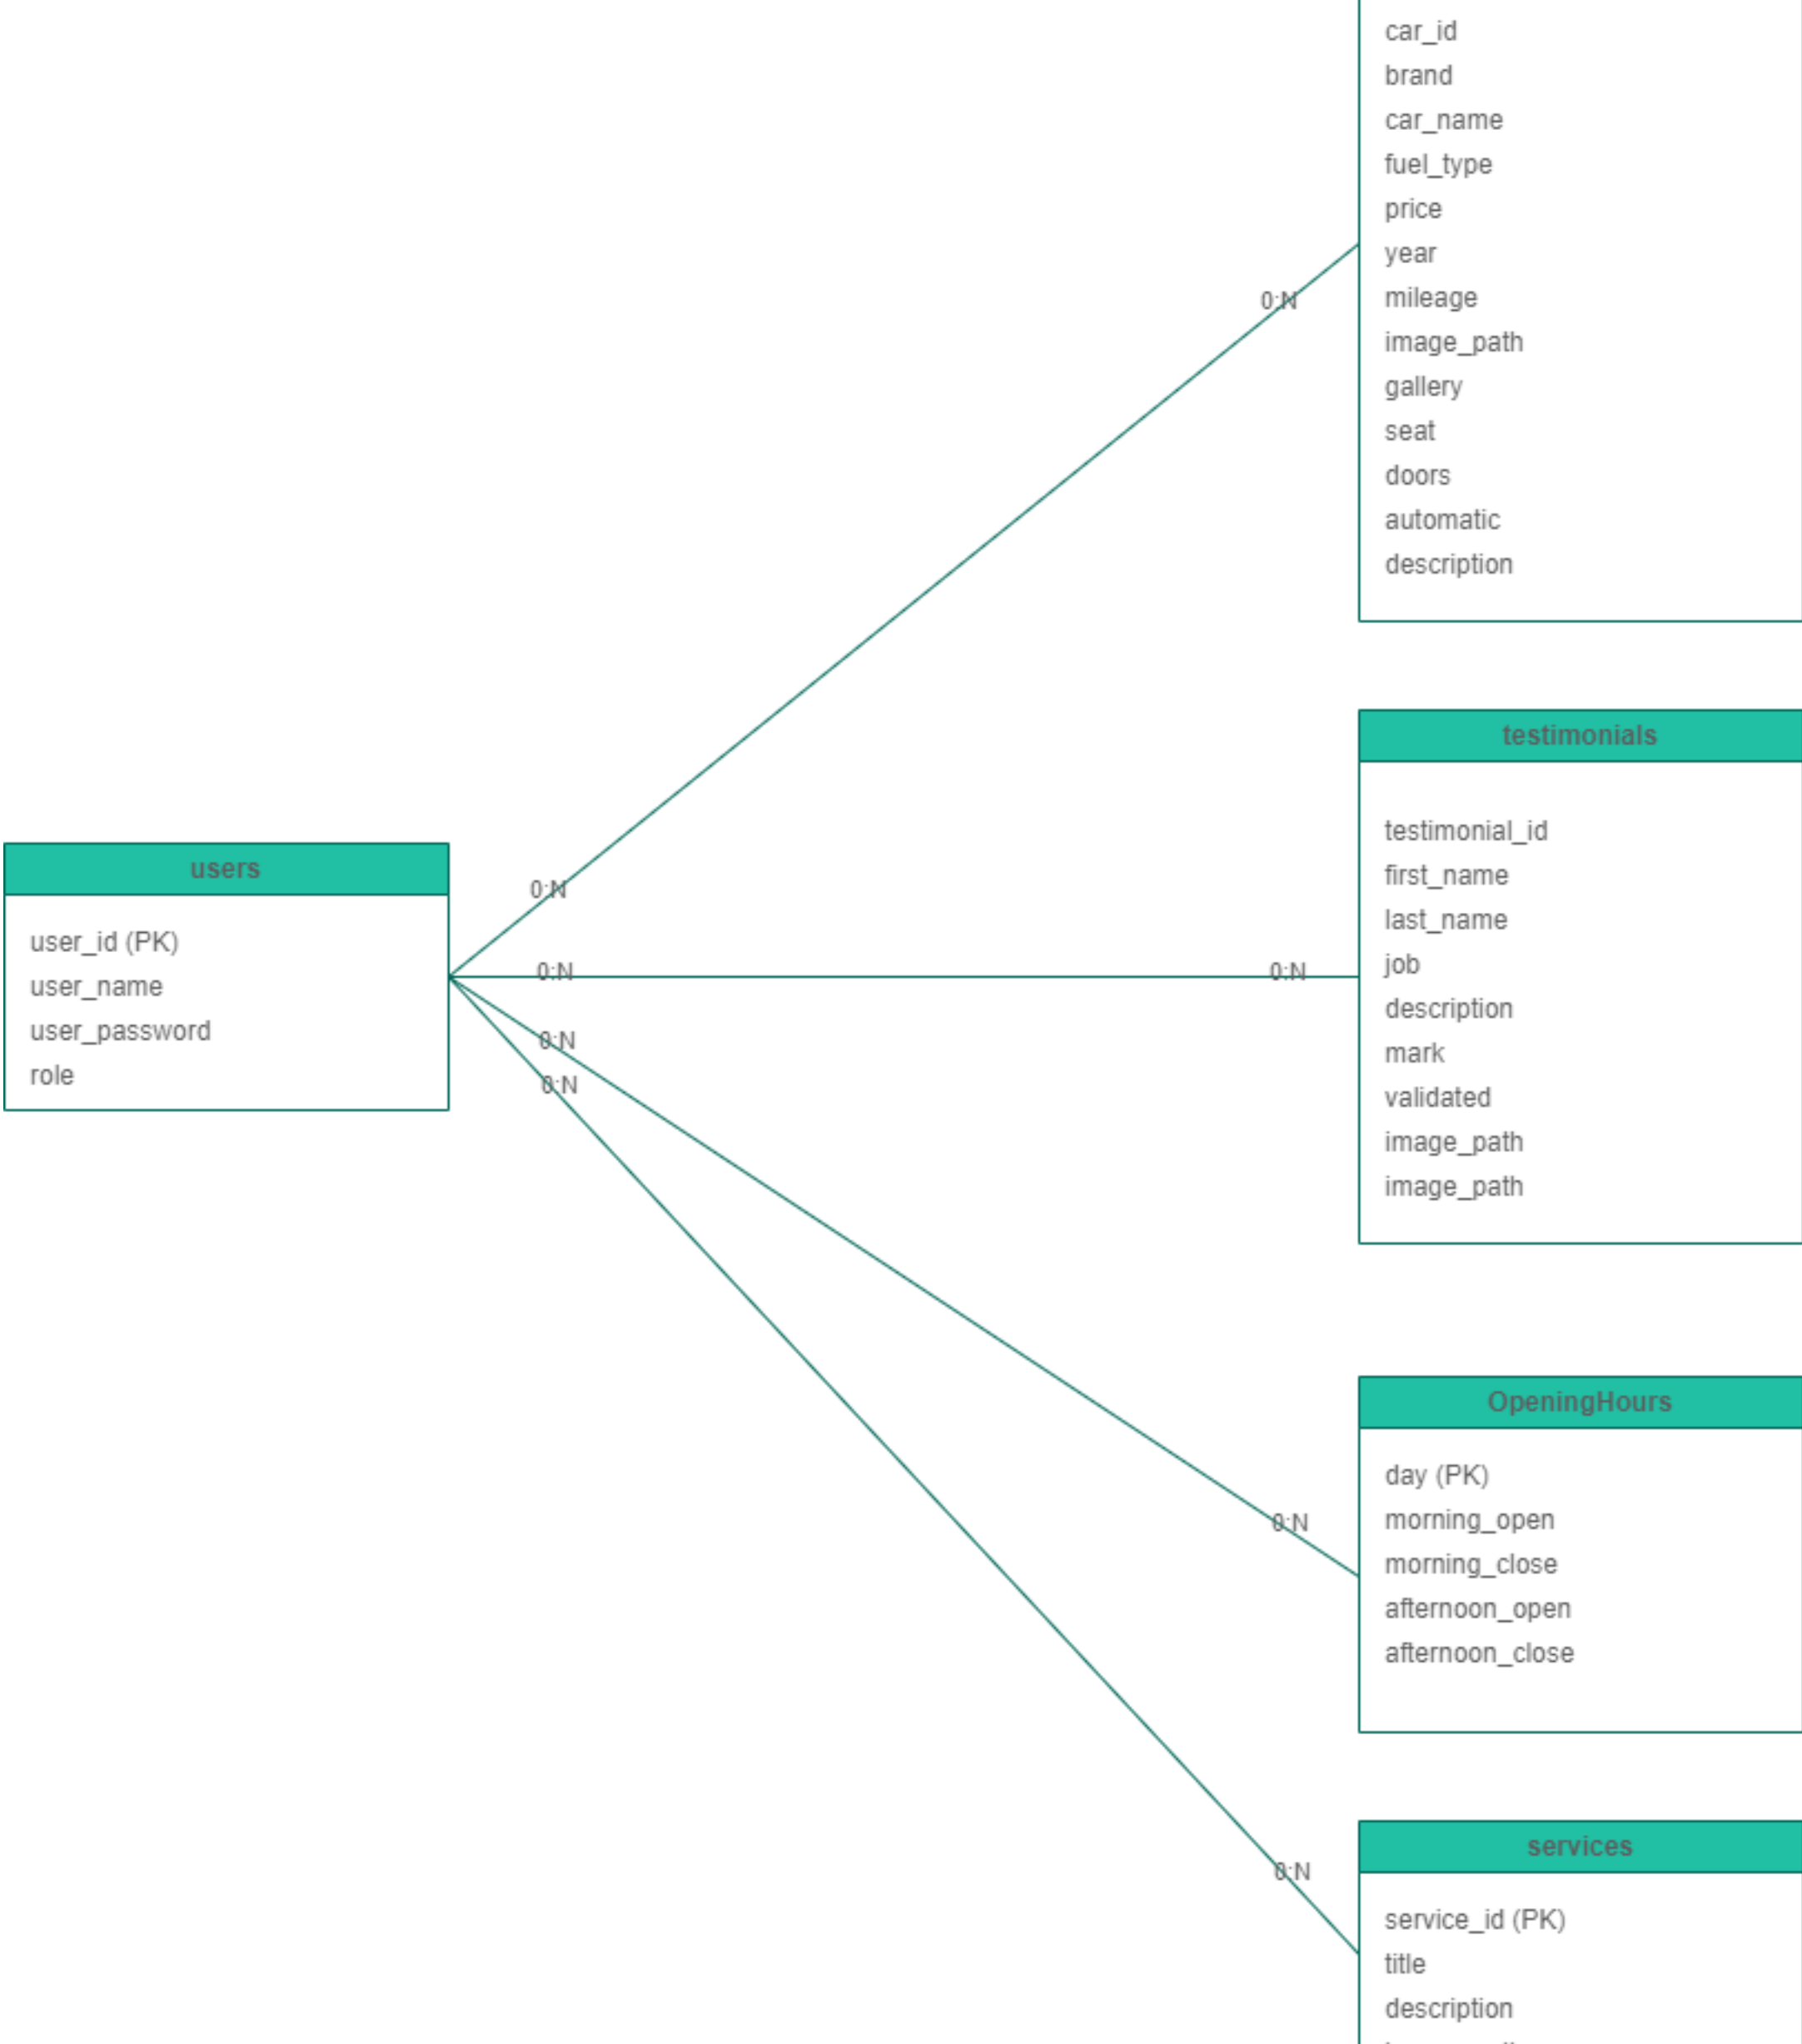 car_id
brand
car_name
fuel_type
price
year
mileage
image_path
gallery
seat
doors
automatic
description
0:N
0:N
0:N
0:N
0:N
0:N
0:N
0:N
users
user_id (PK)
user_name
user_password
role
testimonials
testimonial_id
first_name
last_name
job
description
mark
validated
image_path
image_path
OpeningHours
day (PK)
morning_open
morning_close
afternoon_open
afternoon_close
services
service_id (PK)
title
description